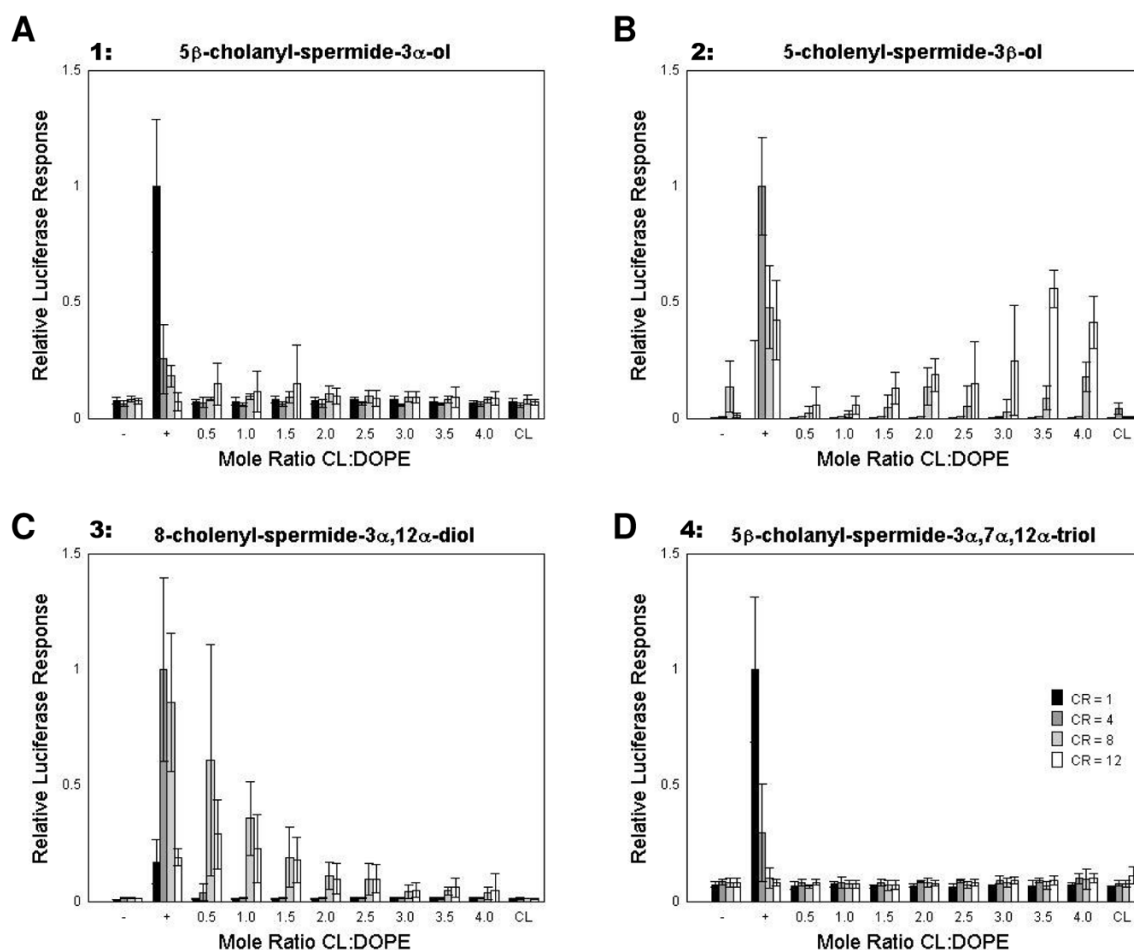 A
1: 5β-cholanyl-spermide-3α-ol
Relative Luciferase Response
1.5
1
0.5
0
- + 0.5 1.0 1.5 2.0 2.5 3.0 3.5 4.0 CL
Mole Ratio CL:DOPE
B
2: 5-cholenyl-spermide-3β-ol
Relative Luciferase Response
1.5
1
0.5
0
- + 0.5 1.0 1.5 2.0 2.5 3.0 3.5 4.0 CL
Mole Ratio CL:DOPE
C
3: 8-cholenyl-spermide-3α,12α-diol
Relative Luciferase Response
1.5
1
0.5
0
- + 0.5 1.0 1.5 2.0 2.5 3.0 3.5 4.0 CL
Mole Ratio CL:DOPE
D
4: 5β-cholanyl-spermide-3α,7α,12α-triol
Relative Luciferase Response
1.5
1
0.5
0
CR = 1
CR = 4
CR = 8
CR = 12
- + 0.5 1.0 1.5 2.0 2.5 3.0 3.5 4.0 CL
Mole Ratio CL:DOPE